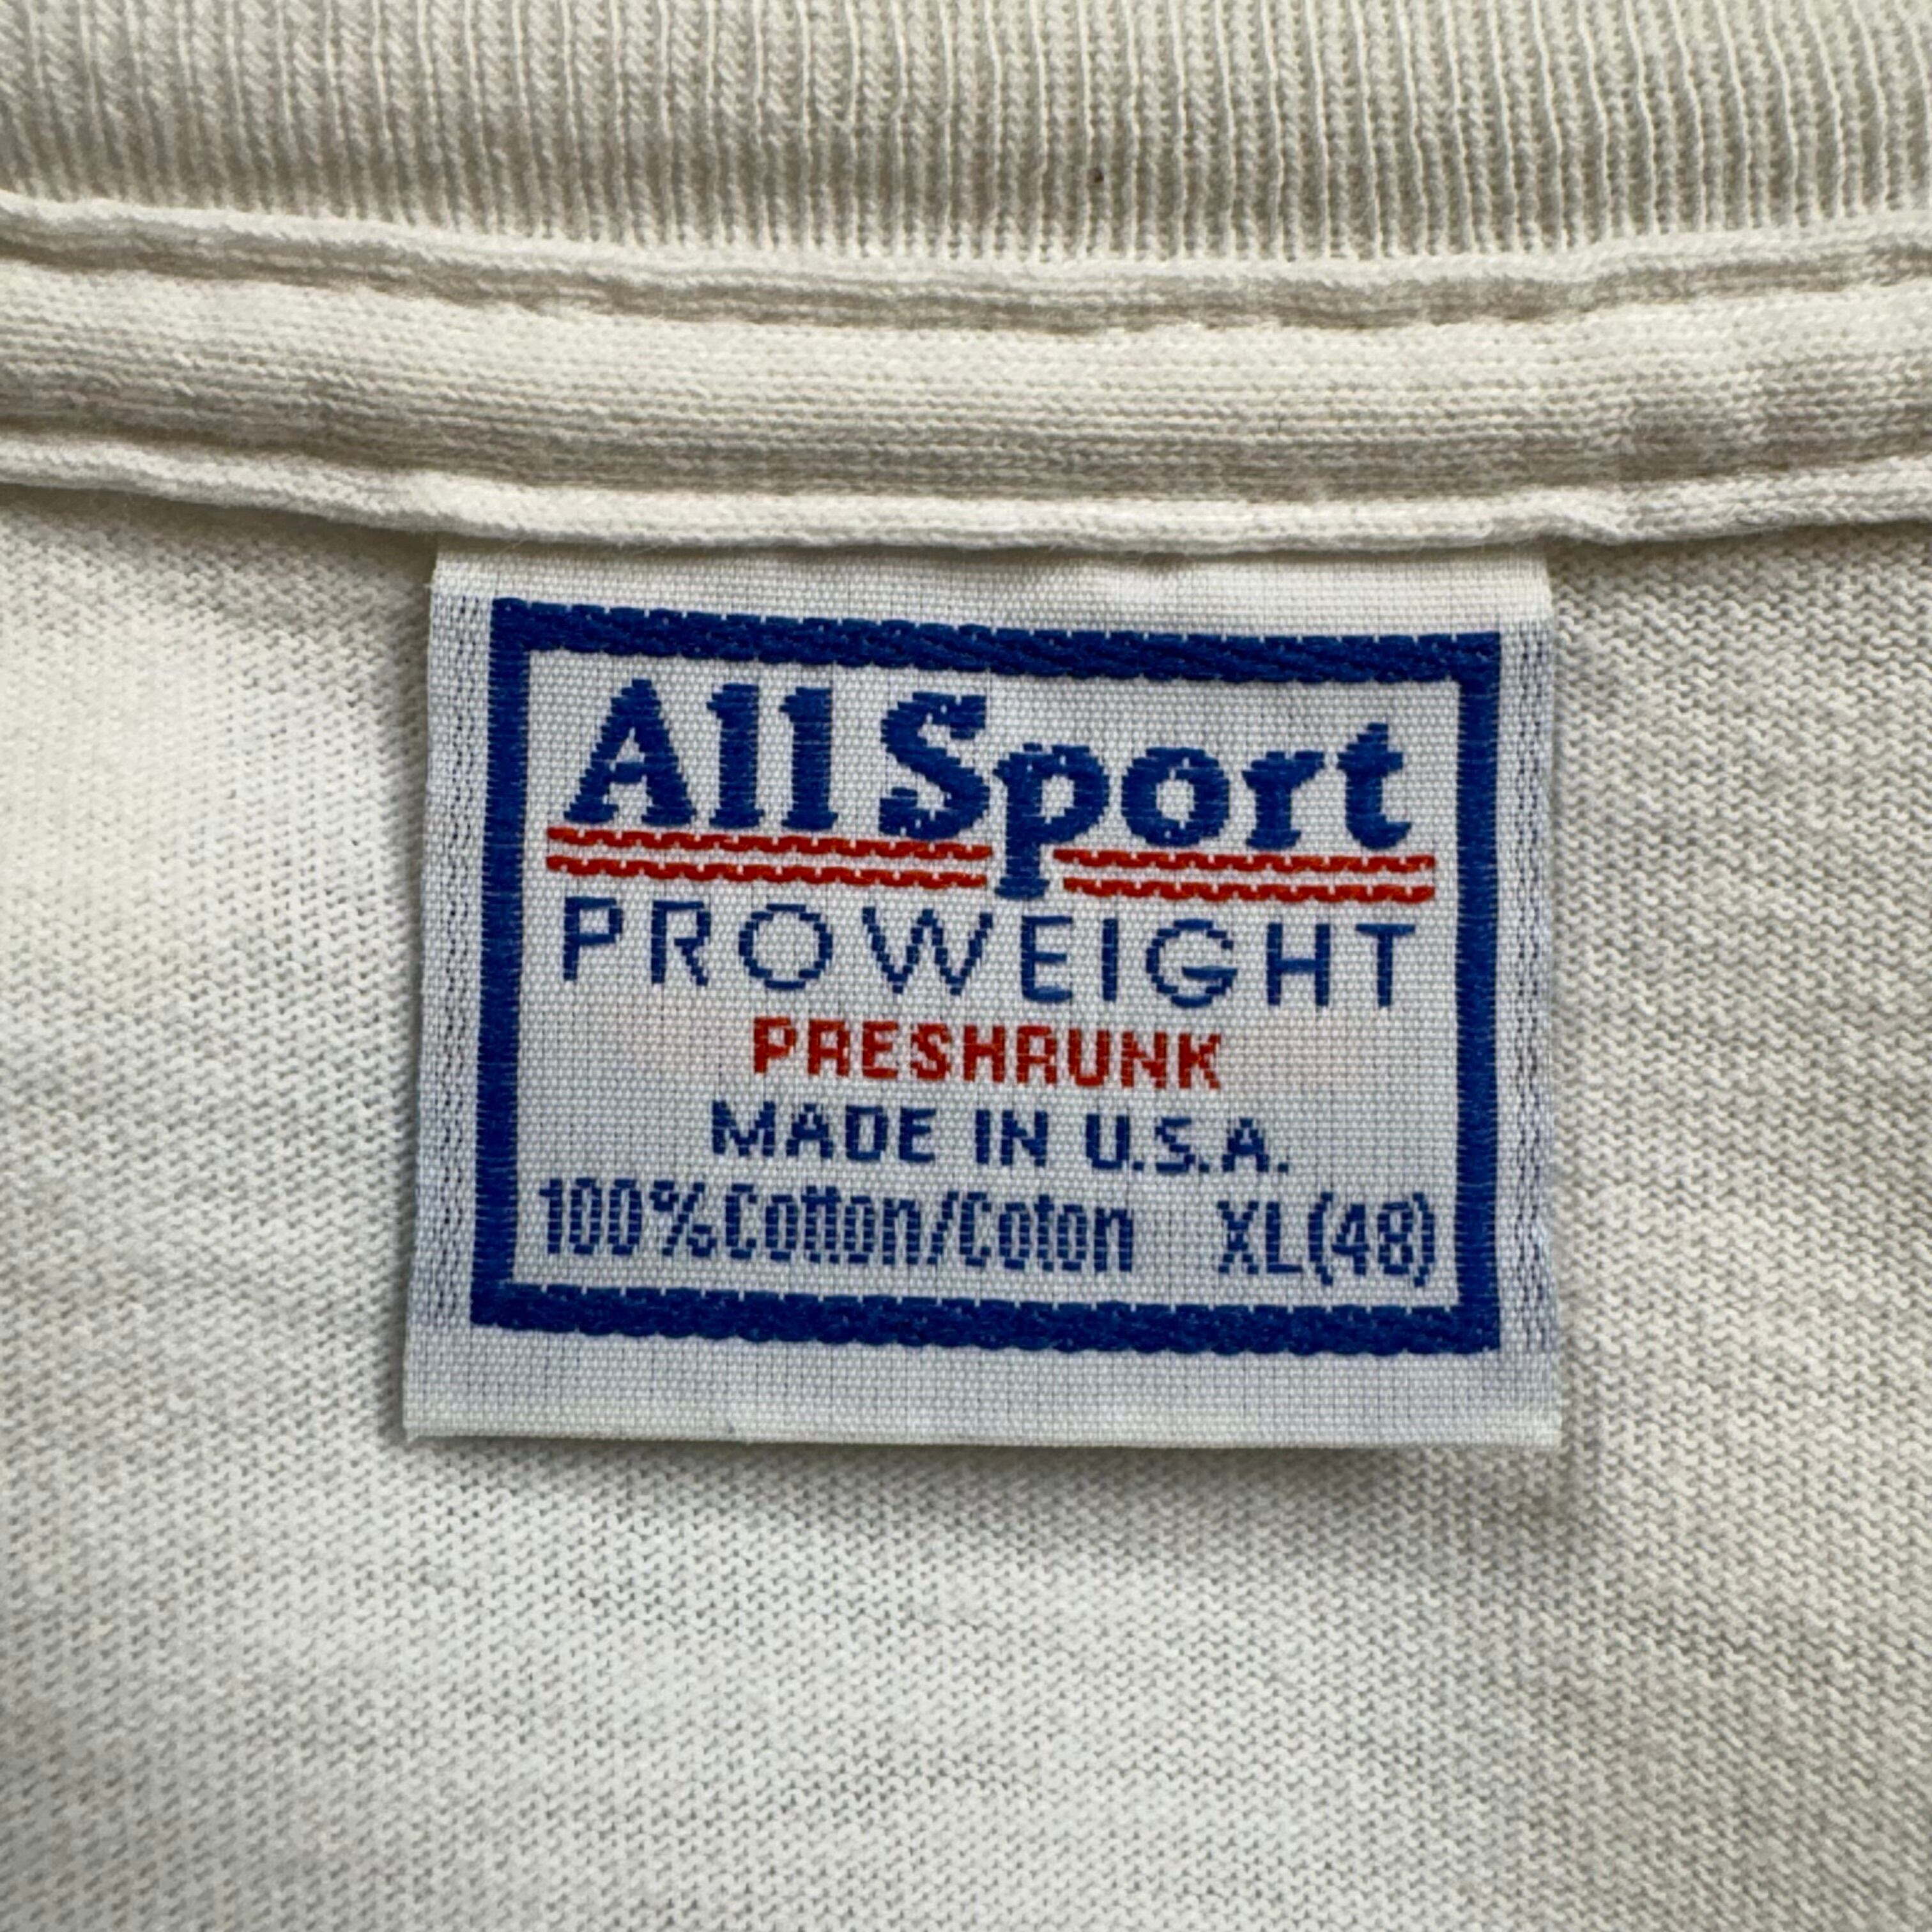 All Sport
PROWEIGHT
PRESHRUNK
MADE IN U.S.A.
100% Cotton/Coton XL(48)